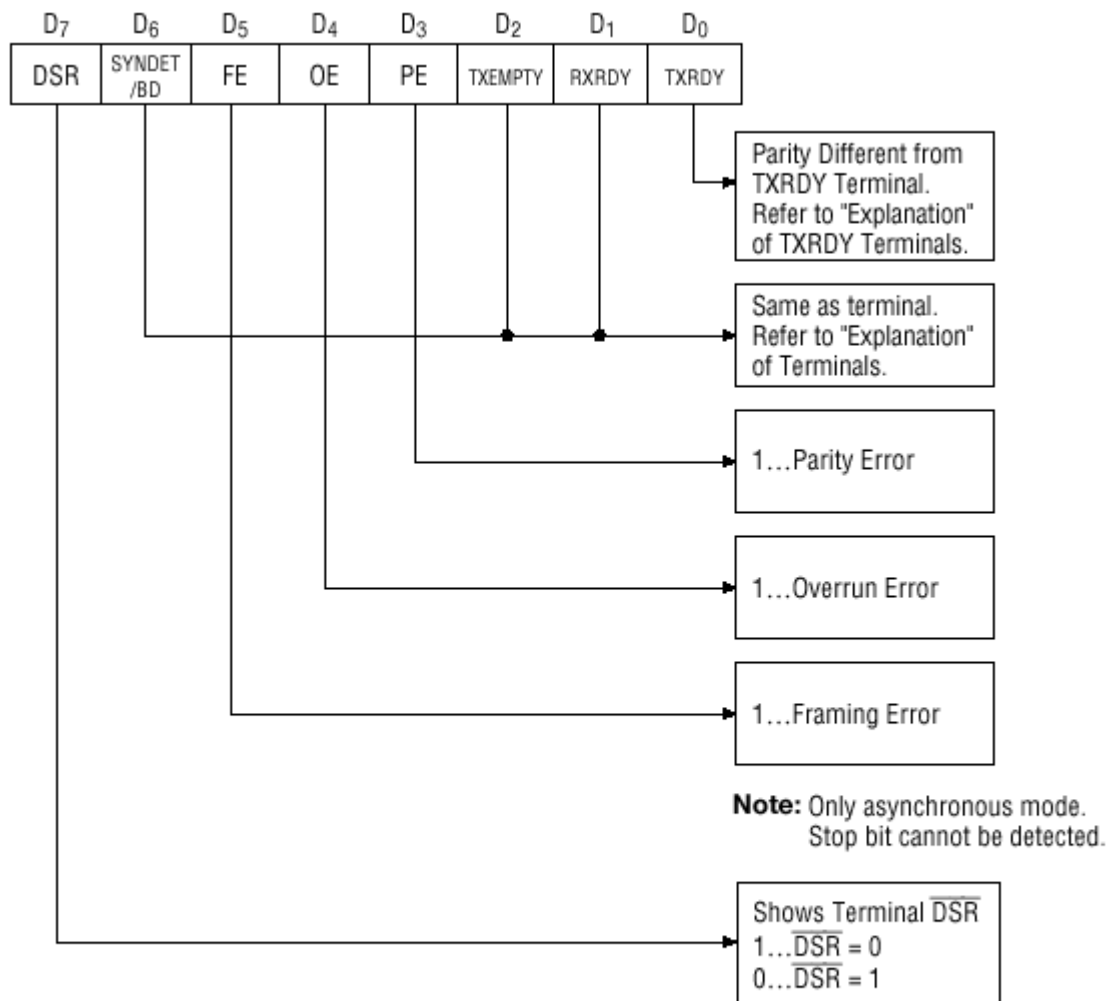 D7 D6 D5 D4 D3 D2 D1 D0
DSR SYNDET/BD FE OE PE TXEMPTY RXRDY TXRDY
Parity Different from
TXRDY Terminal.
Refer to "Explanation"
of TXRDY Terminals.
Same as terminal.
Refer to "Explanation"
of Terminals.
1...Parity Error
1...Overrun Error
1...Framing Error
Note: Only asynchronous mode.
Stop bit cannot be detected.
Shows Terminal D̅S̅R̅
1...D̅S̅R̅ = 0
0...D̅S̅R̅ = 1